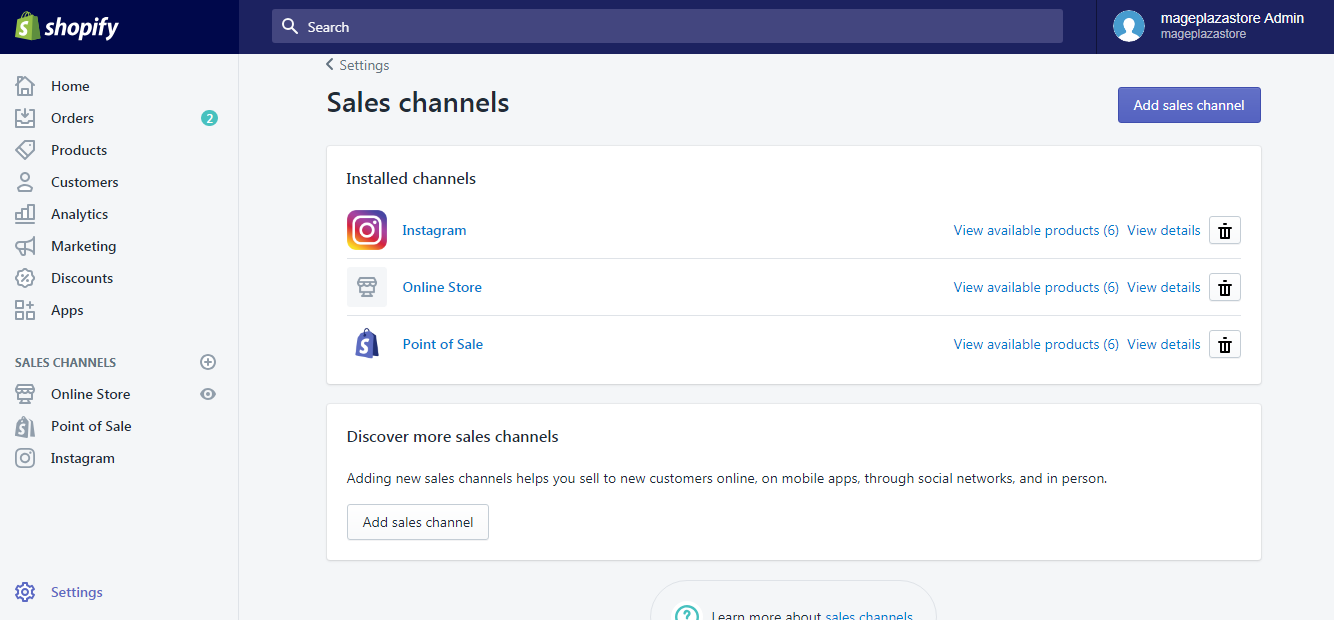 shopify
Search
mageplazastore Admin
mageplazastore
Home
Orders 2
Products
Customers
Analytics
Marketing
Discounts
Apps
SALES CHANNELS
Online Store
Point of Sale
Instagram
Settings
Settings
Sales channels
Add sales channel
Installed channels
Instagram View available products (6) View details
Online Store View available products (6) View details
Point of Sale View available products (6) View details
Discover more sales channels
Adding new sales channels helps you sell to new customers online, on mobile apps, through social networks, and in person.
Add sales channel
? Learn more about sales channels